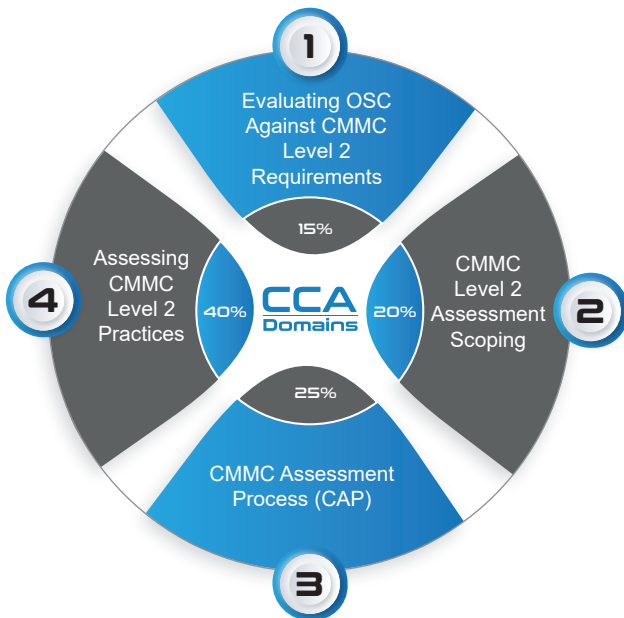 1
Evaluating OSC
Against CMMC
Level 2
Requirements
15%
2
CMMC
Level 2
Assessment
Scoping
20%
3
CMMC Assessment
Process (CAP)
25%
4
Assessing
CMMC
Level 2
Practices
40%
CCA
Domains